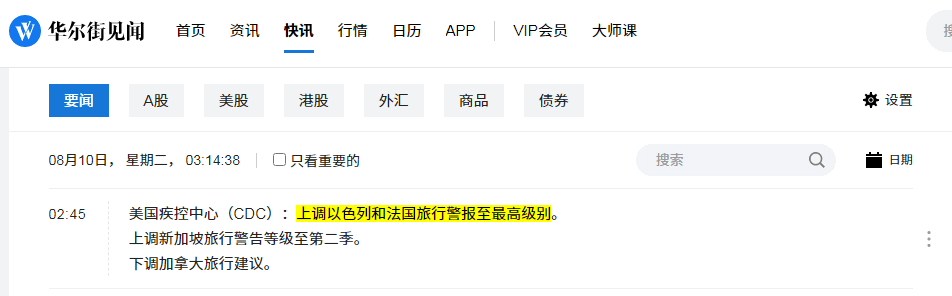 华尔街见闻 首页 资讯 快讯 行情 日历 APP VIP会员 大师课
要闻 A股 美股 港股 外汇 商品 债券 设置
08月10日， 星期二， 03:14:38 只看重要的 搜索 日期
02:45 美国疾控中心（CDC）：上调以色列和法国旅行警报至最高级别。
上调新加坡旅行警告等级至第二季。
下调加拿大旅行建议。